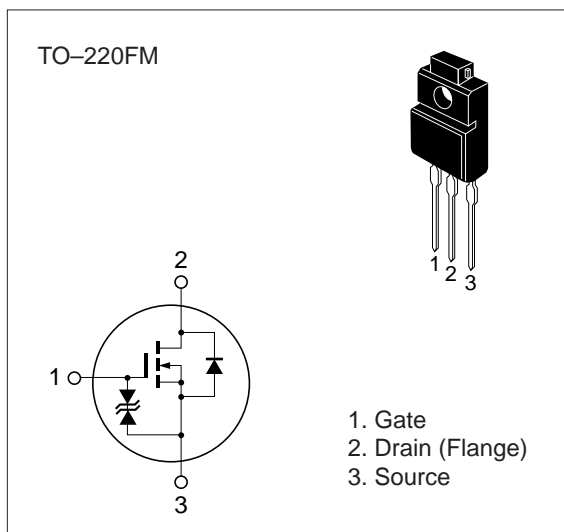 TO–220FM
1 2 3
2
1
3
1. Gate
2. Drain (Flange)
3. Source